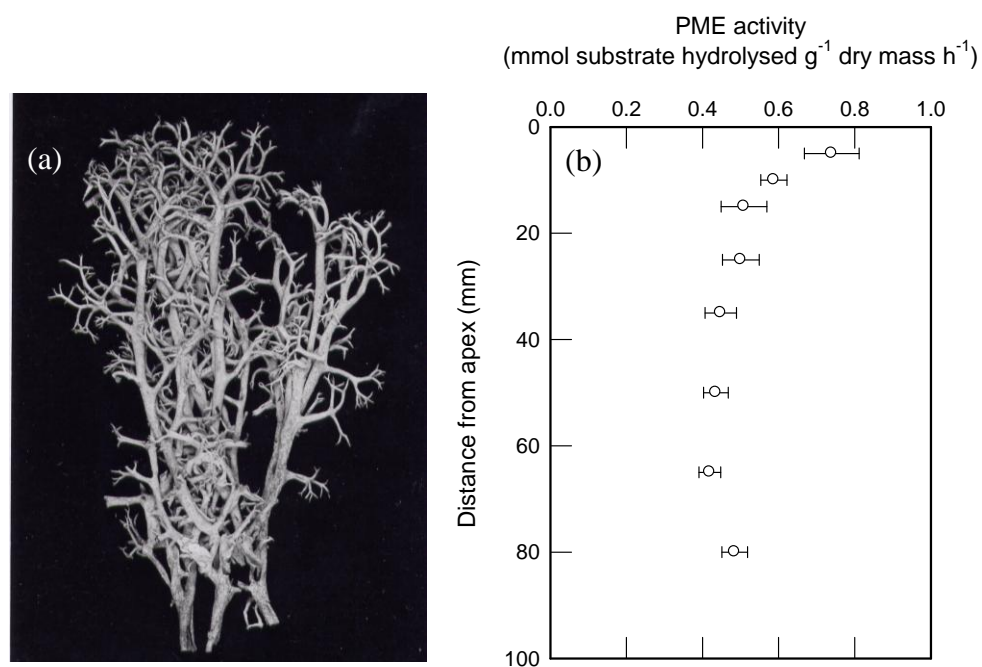 PME activity
(mmol substrate hydrolysed g⁻¹ dry mass h⁻¹)
(a)
(b)
0.0 0.2 0.4 0.6 0.8 1.0
0
20
40
60
80
100
Distance from apex (mm)